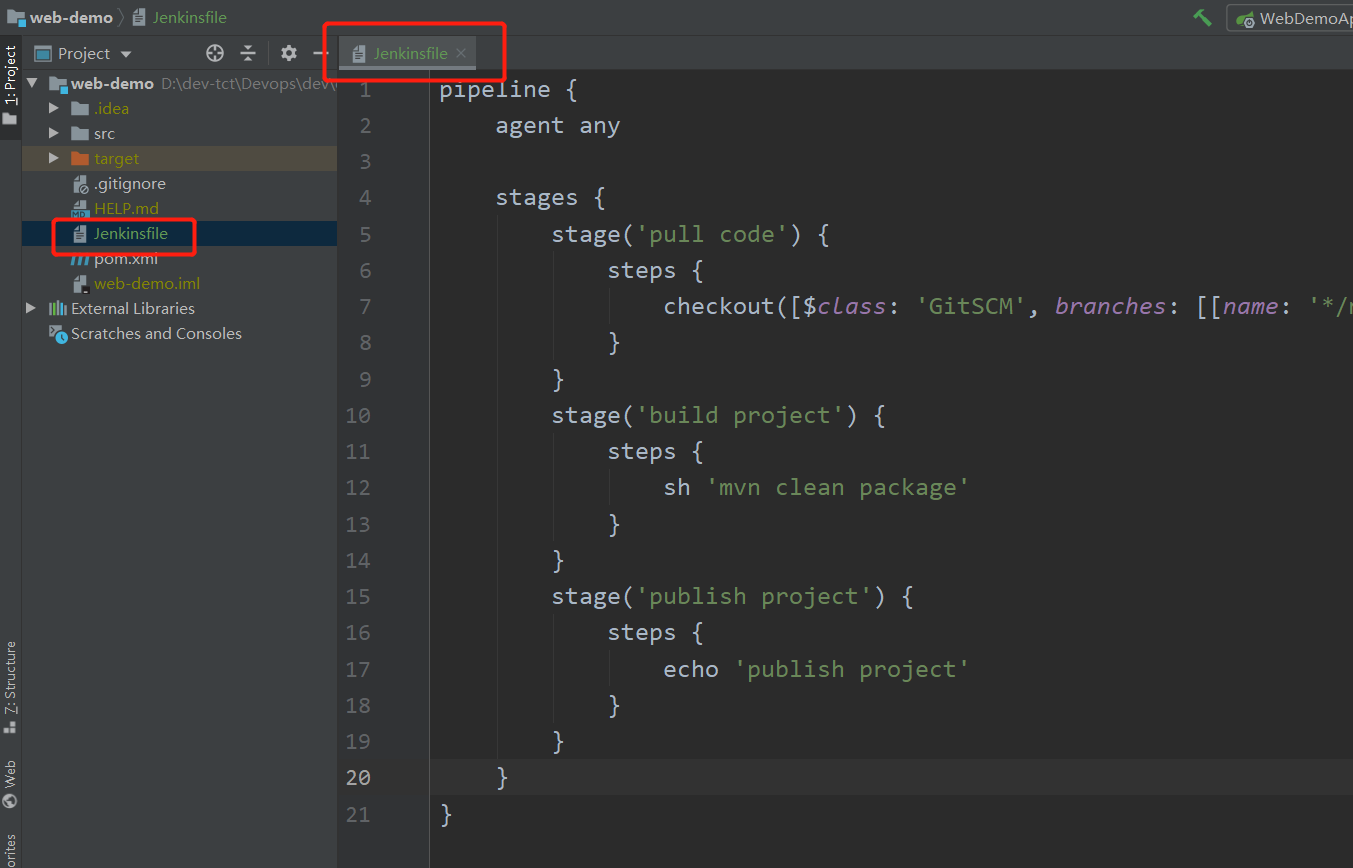 web-demo Jenkinsfile
WebDemoAp
1: Project
Project
Jenkinsfile
web-demo D:\dev-tct\Devops\dev\
.idea
src
target
.gitignore
HELP.md
Jenkinsfile
pom.xml
web-demo.iml
External Libraries
Scratches and Consoles
Z: Structure
Web
orites
1 pipeline {
2     agent any
3
4     stages {
5         stage('pull code') {
6             steps {
7                 checkout([$class: 'GitSCM', branches: [[name: '*/
8             }
9         }
10         stage('build project') {
11             steps {
12                 sh 'mvn clean package'
13             }
14         }
15         stage('publish project') {
16             steps {
17                 echo 'publish project'
18             }
19         }
20     }
21 }